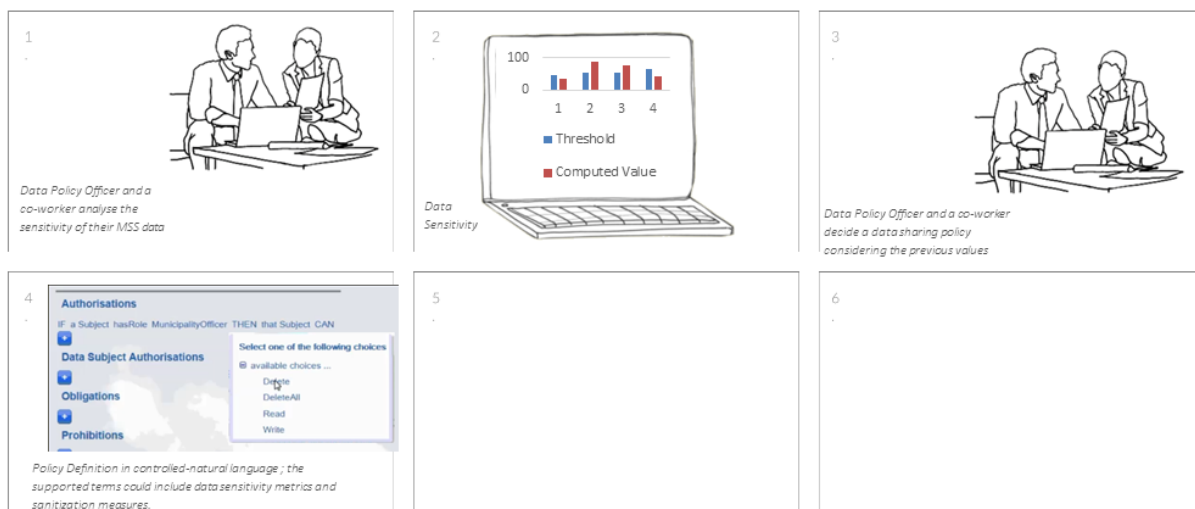 1
.
Data Policy Officer and a
co-worker analyse the
sensitivity of their MSS data
2
.
100
0
1 2 3 4
Threshold
Computed Value
Data
Sensitivity
3
.
Data Policy Officer and a co-worker
decide a data sharing policy
considering the previous values
4
.
Authorisations
IF a Subject hasRole MunicipalityOfficer THEN that Subject CAN
+
Data Subject Authorisations
+
Obligations
+
Prohibitions
Select one of the following choices
available choices ...
Delete
DeleteAll
Read
Write
Policy Definition in controlled-natural language ; the
supported terms could include data sensitivity metrics and
sanitization measures.
5
.
6
.